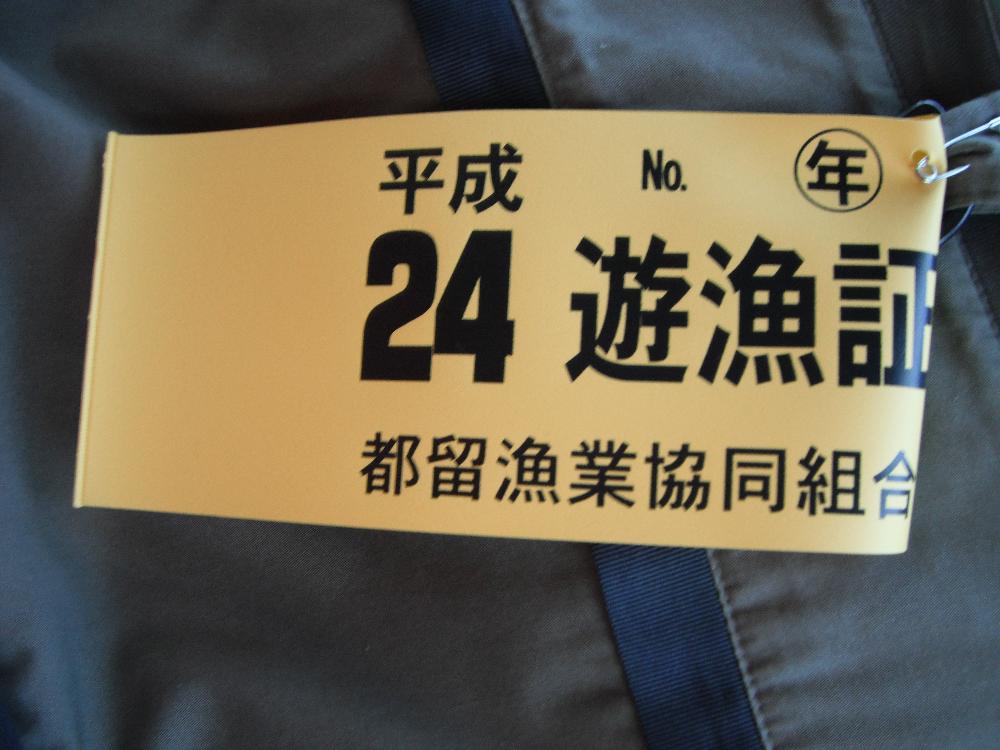 平成 No. 年
24 遊漁証
都留漁業協同組合